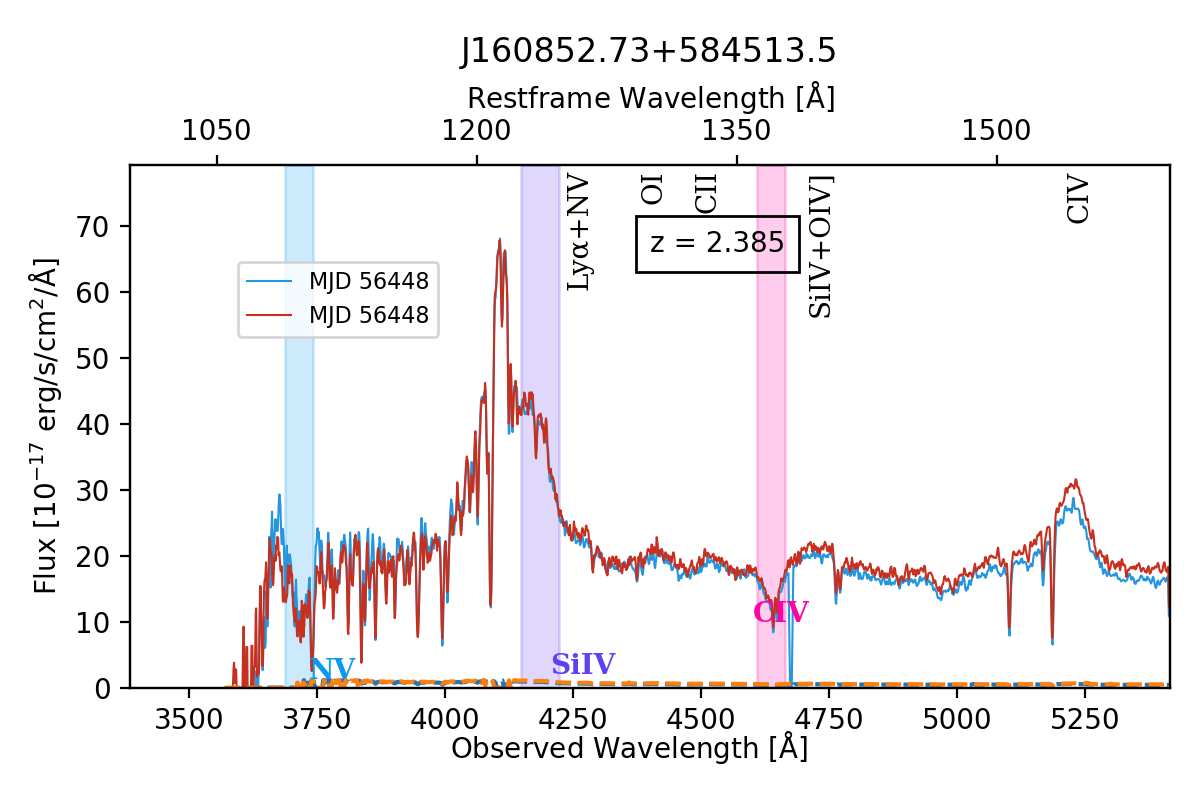 J160852.73+584513.5
Restframe Wavelength [Å]
1050 1200 1350 1500
Lyα+NV
OI
CII
SiIV+OIV]
CIV
z = 2.385
MJD 56448
MJD 56448
Flux [10⁻¹⁷ erg/s/cm²/Å]
70
60
50
40
30
20
10
0
NV
SiIV
CIV
3500 3750 4000 4250 4500 4750 5000 5250
Observed Wavelength [Å]